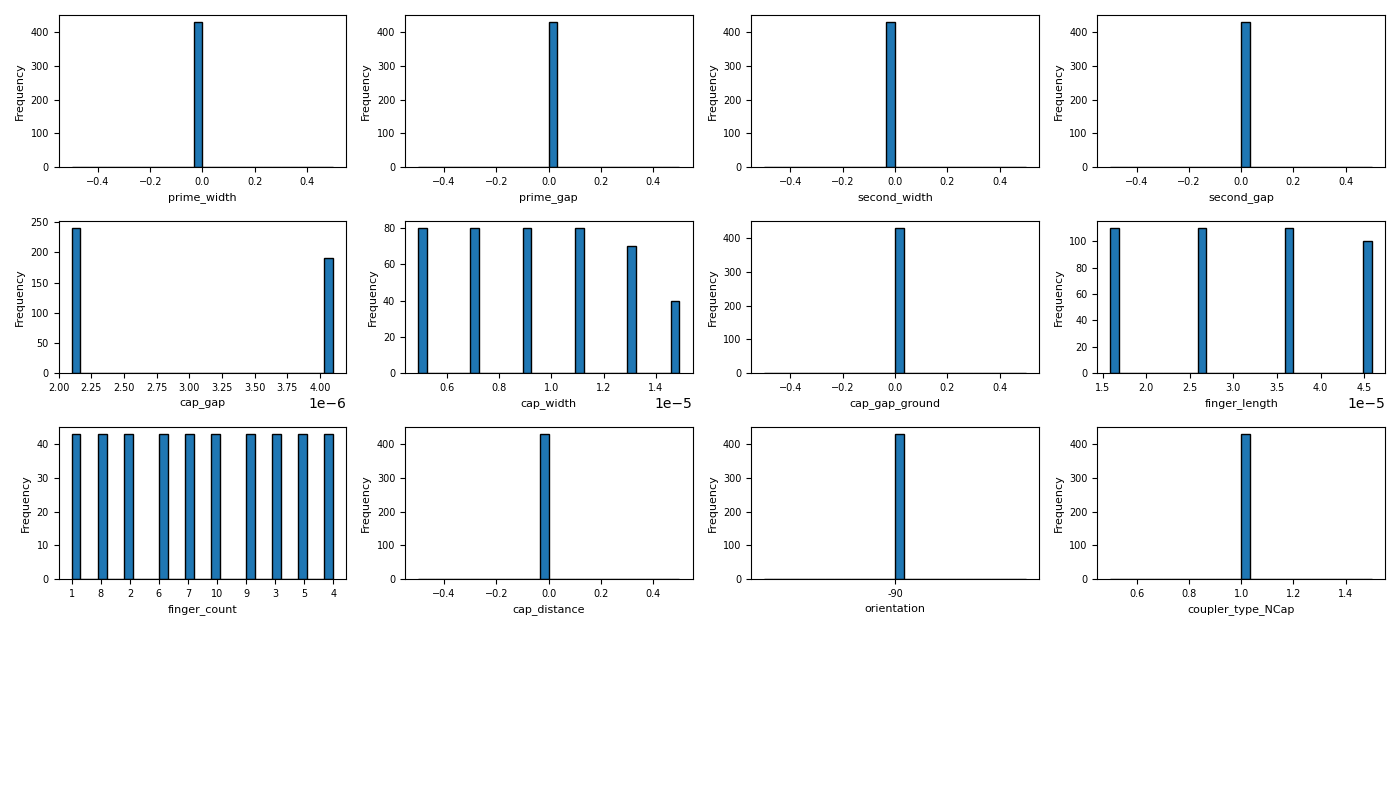 Frequency
400
300
200
100
0
−0.4 −0.2 0.0 0.2 0.4
prime_width
Frequency
400
300
200
100
0
−0.4 −0.2 0.0 0.2 0.4
prime_gap
Frequency
400
300
200
100
0
−0.4 −0.2 0.0 0.2 0.4
second_width
Frequency
400
300
200
100
0
−0.4 −0.2 0.0 0.2 0.4
second_gap
Frequency
250
200
150
100
50
0
2.00 2.25 2.50 2.75 3.00 3.25 3.50 3.75 4.00
cap_gap
1e−6
Frequency
80
60
40
20
0
0.6 0.8 1.0 1.2 1.4
cap_width
1e−5
Frequency
400
300
200
100
0
−0.4 −0.2 0.0 0.2 0.4
cap_gap_ground
Frequency
100
80
60
40
20
0
1.5 2.0 2.5 3.0 3.5 4.0 4.5
finger_length
1e−5
Frequency
40
30
20
10
0
1 8 2 6 7 10 9 3 5 4
finger_count
Frequency
400
300
200
100
0
−0.4 −0.2 0.0 0.2 0.4
cap_distance
Frequency
400
300
200
100
0
-90
orientation
Frequency
400
300
200
100
0
0.6 0.8 1.0 1.2 1.4
coupler_type_NCap